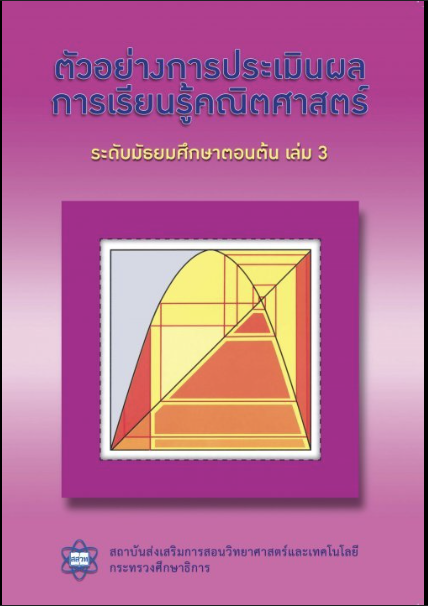 ตัวอย่างการประเมินผล
การเรียนรู้คณิตศาสตร์
ระดับมัธยมศึกษาตอนต้น เล่ม 3
สสวท
สถาบันส่งเสริมการสอนวิทยาศาสตร์และเทคโนโลยี
กระทรวงศึกษาธิการ